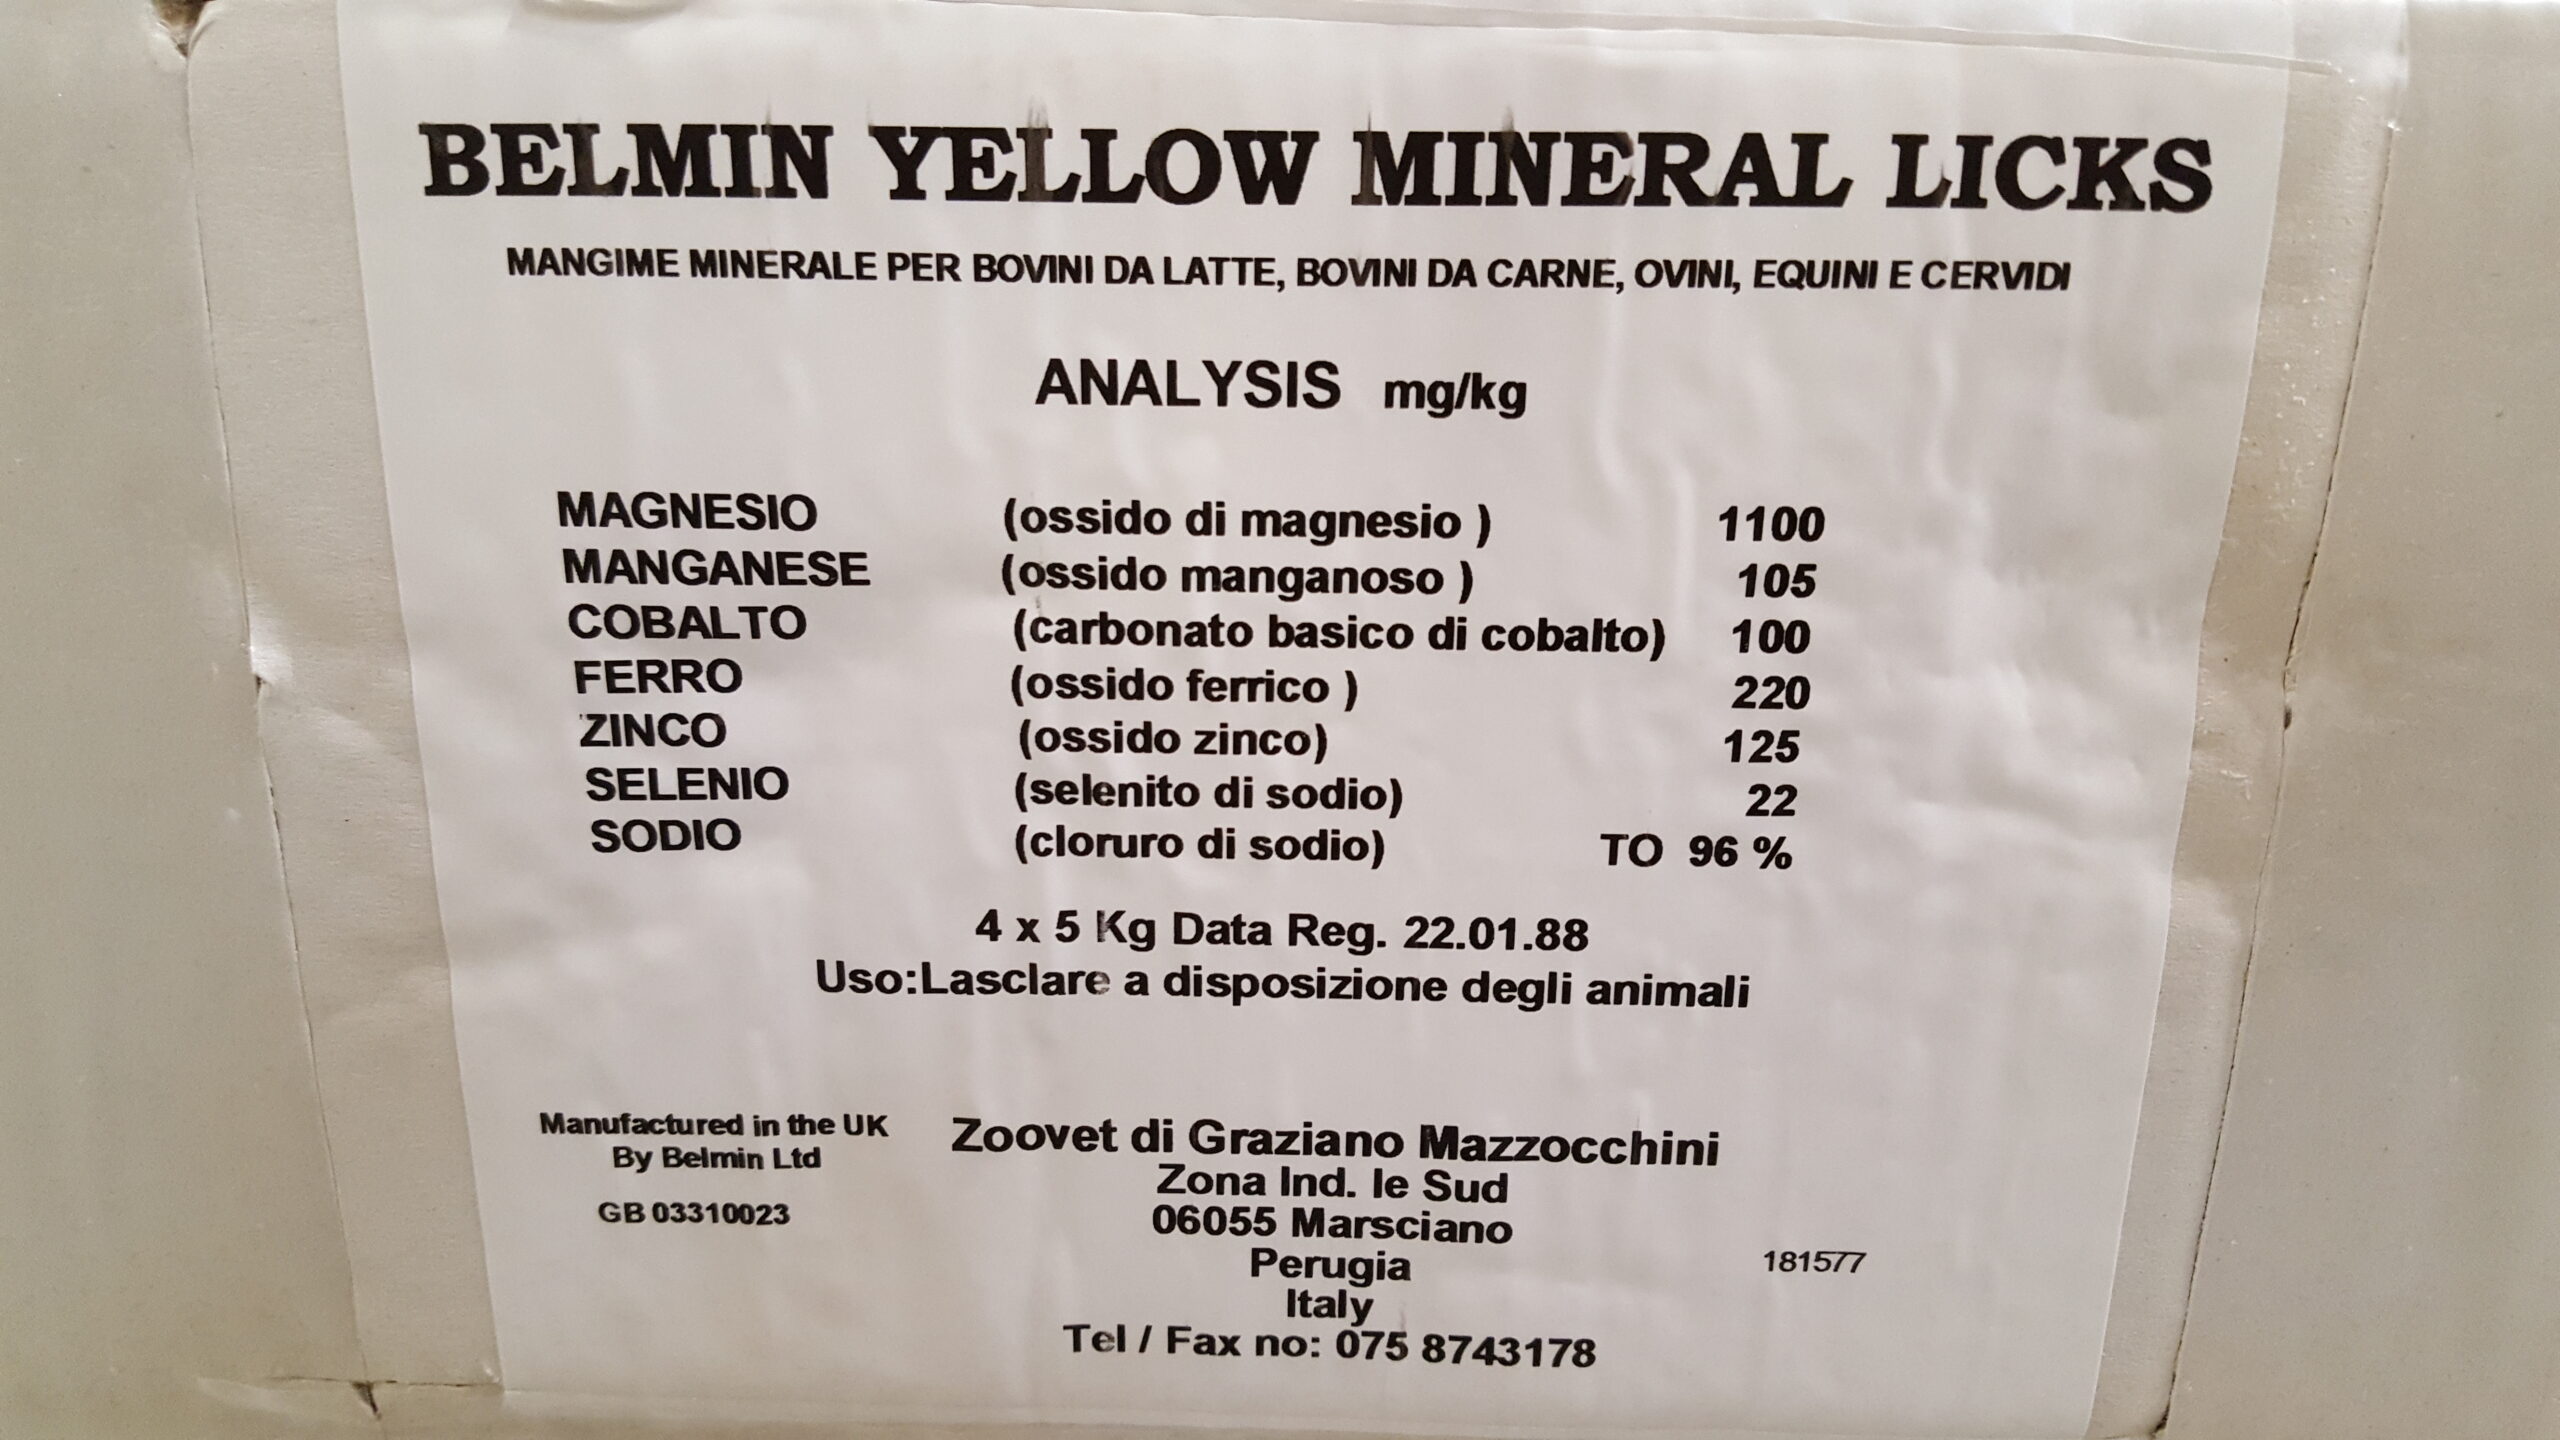 BELMIN YELLOW MINERAL LICKS
MANGIME MINERALE PER BOVINI DA LATTE, BOVINI DA CARNE, OVINI, EQUINI E CERVIDI
ANALYSIS mg/kg
MAGNESIO (ossido di magnesio ) 1100
MANGANESE (ossido manganoso ) 105
COBALTO (carbonato basico di cobalto) 100
FERRO (ossido ferrico ) 220
ZINCO (ossido zinco) 125
SELENIO (selenito di sodio) 22
SODIO (cloruro di sodio) TO 96 %
4 x 5 Kg Data Reg. 22.01.88
Uso:Lasclare a disposizione degli animali
Manufactured in the UK
By Belmin Ltd
GB 03310023
Zoovet di Graziano Mazzocchini
Zona Ind. le Sud
06055 Marsciano
Perugia
Italy
Tel / Fax no: 075 8743178
181577